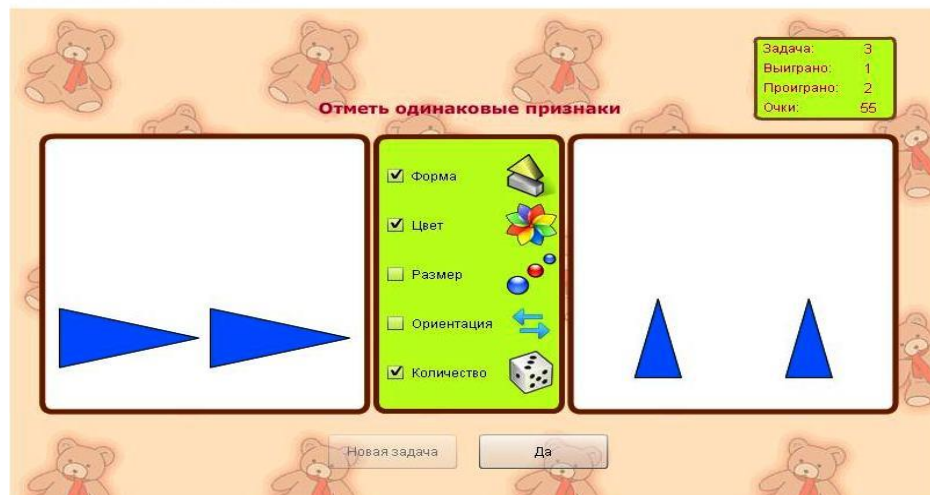 Задача: 3
Выиграно: 1
Проиграно: 2
Очки: 55
Отметь одинаковые признаки
Форма
Цвет
Размер
Ориентация
Количество
Новая задача
Да